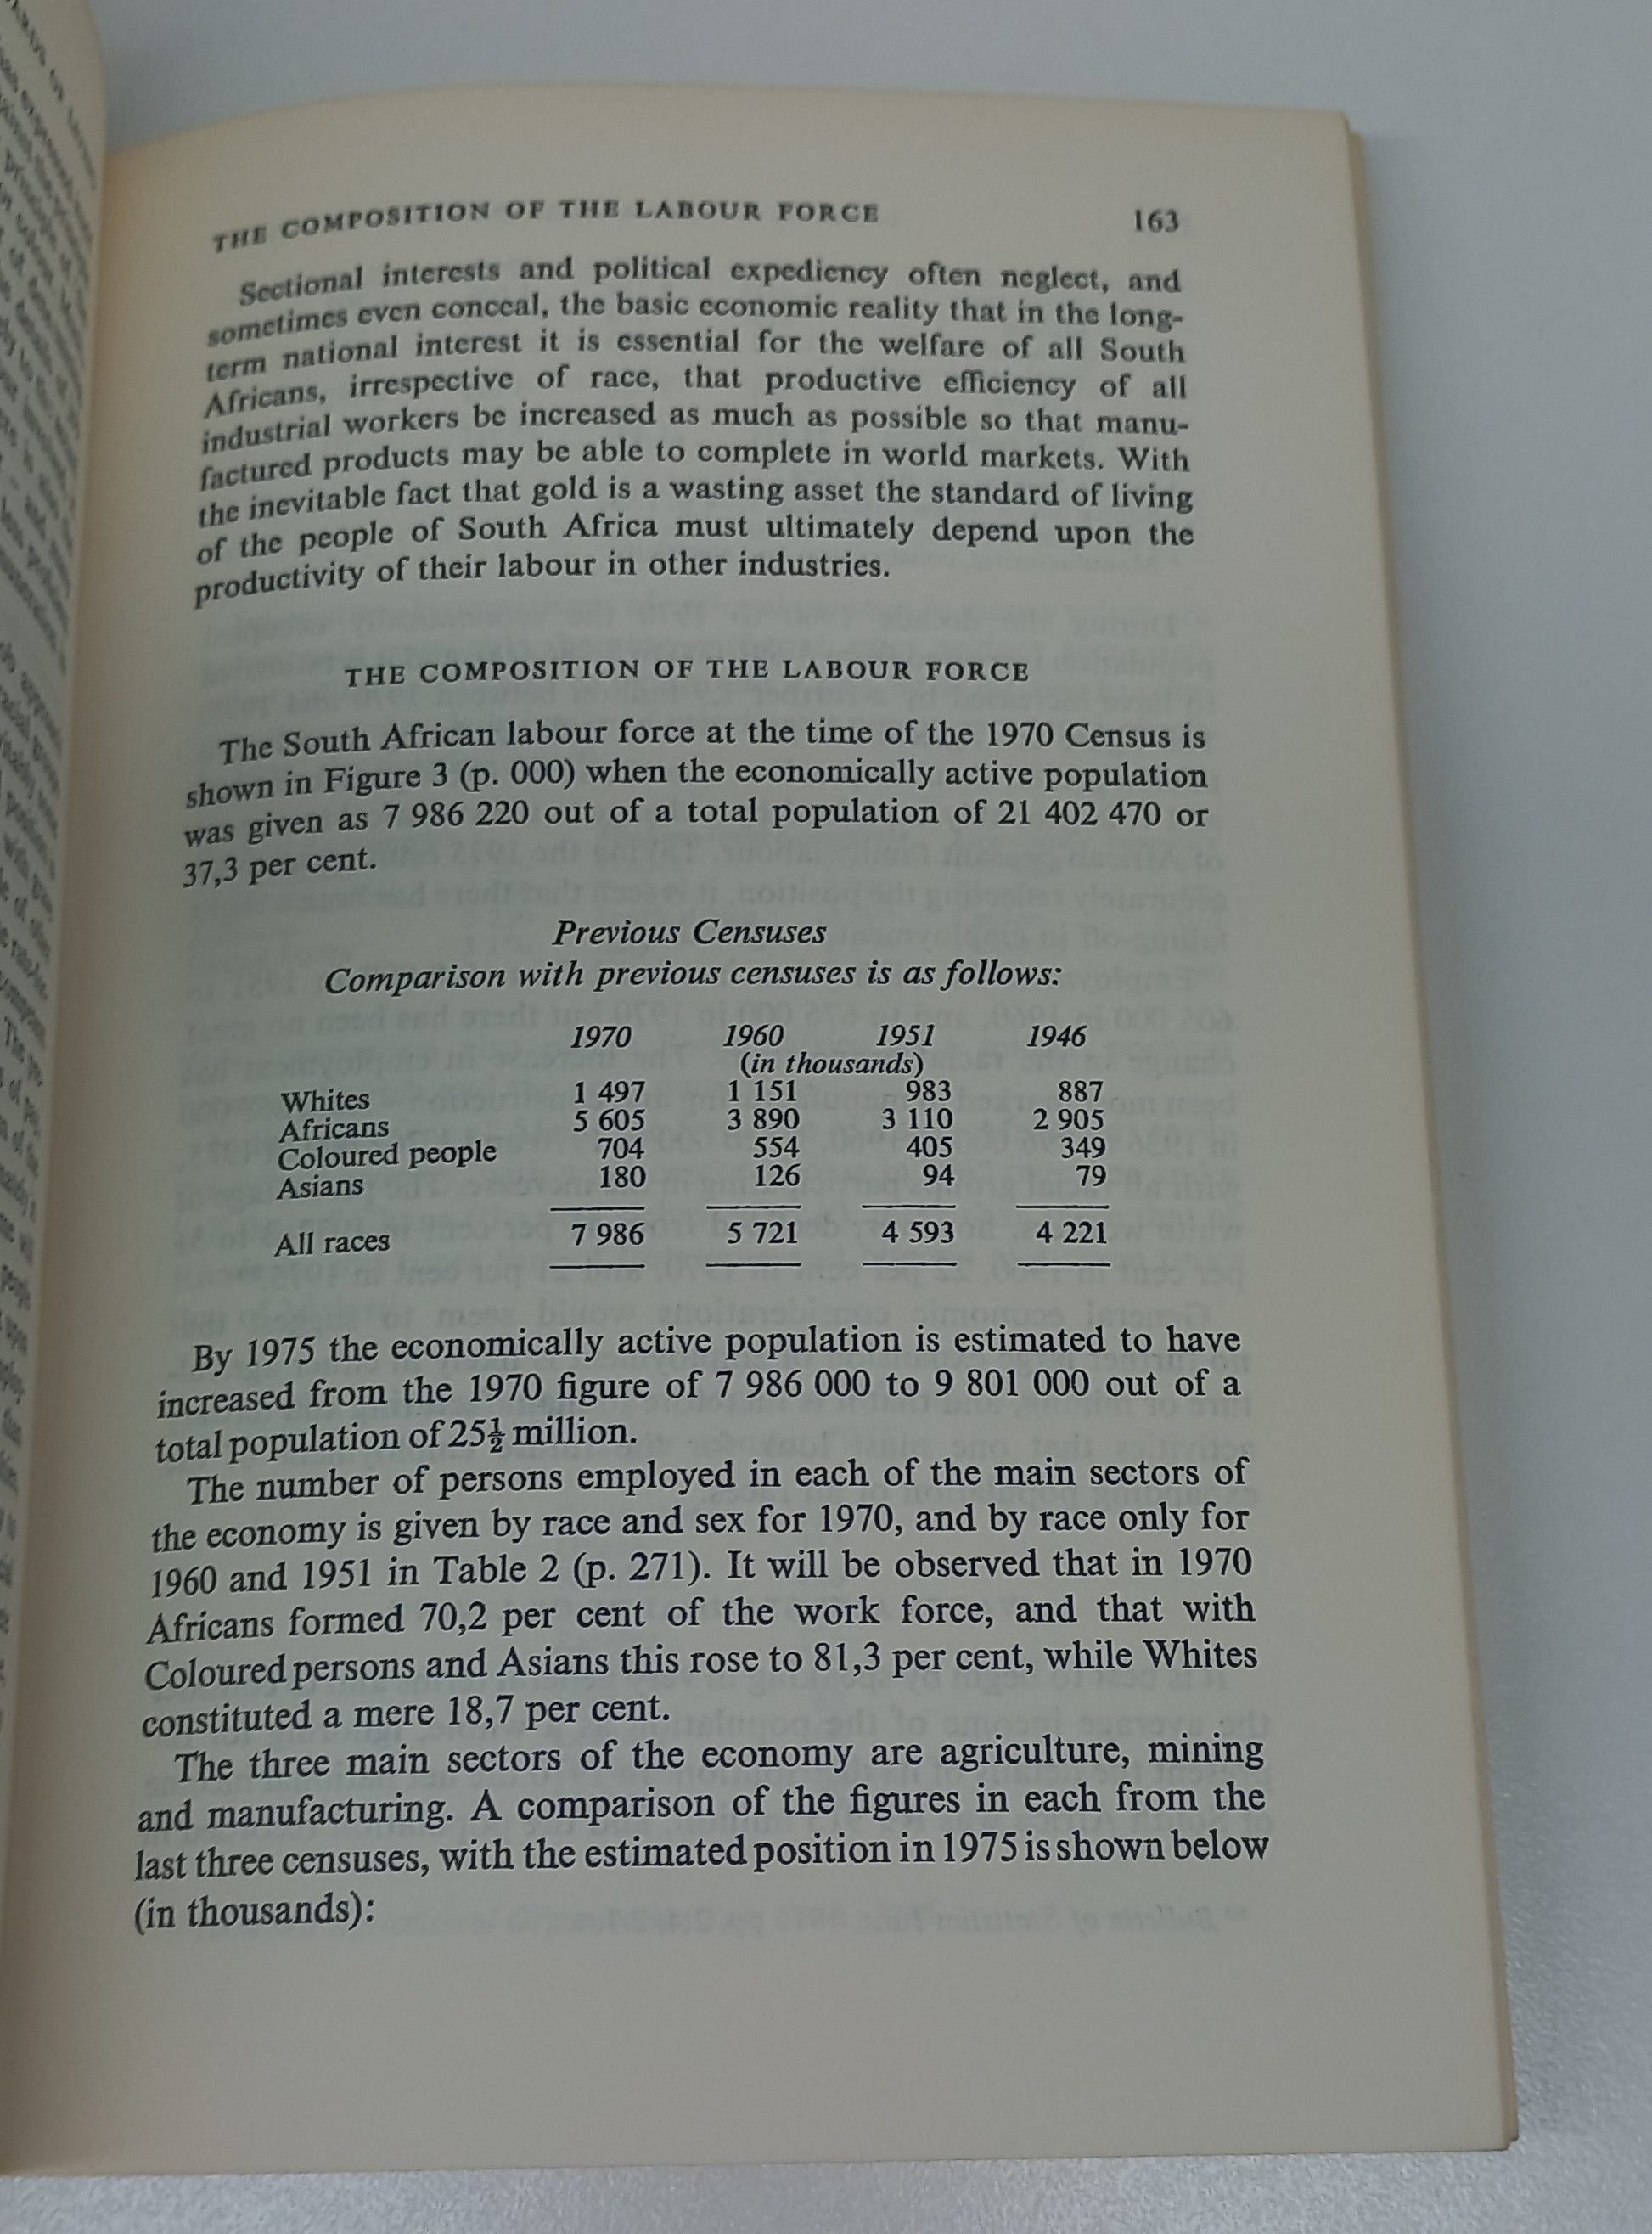 THE COMPOSITION OF THE LABOUR FORCE 163
Sectional interests and political expediency often neglect, and
sometimes even conceal, the basic economic reality that in the long-
term national interest it is essential for the welfare of all South
Africans, irrespective of race, that productive efficiency of all
industrial workers be increased as much as possible so that manu-
factured products may be able to complete in world markets. With
the inevitable fact that gold is a wasting asset the standard of living
of the people of South Africa must ultimately depend upon the
productivity of their labour in other industries.
THE COMPOSITION OF THE LABOUR FORCE
The South African labour force at the time of the 1970 Census is
shown in Figure 3 (p. 000) when the economically active population
was given as 7 986 220 out of a total population of 21 402 470 or
37,3 per cent.
Previous Censuses
Comparison with previous censuses is as follows:
1970 1960 1951 1946
(in thousands)
Whites 1 497 1 151 983 887
Africans 5 605 3 890 3 110 2 905
Coloured people 704 554 405 349
Asians 180 126 94 79
All races 7 986 5 721 4 593 4 221
By 1975 the economically active population is estimated to have
increased from the 1970 figure of 7 986 000 to 9 801 000 out of a
total population of 25½ million.
The number of persons employed in each of the main sectors of
the economy is given by race and sex for 1970, and by race only for
1960 and 1951 in Table 2 (p. 271). It will be observed that in 1970
Africans formed 70,2 per cent of the work force, and that with
Coloured persons and Asians this rose to 81,3 per cent, while Whites
constituted a mere 18,7 per cent.
The three main sectors of the economy are agriculture, mining
and manufacturing. A comparison of the figures in each from the
last three censuses, with the estimated position in 1975 is shown below
(in thousands):